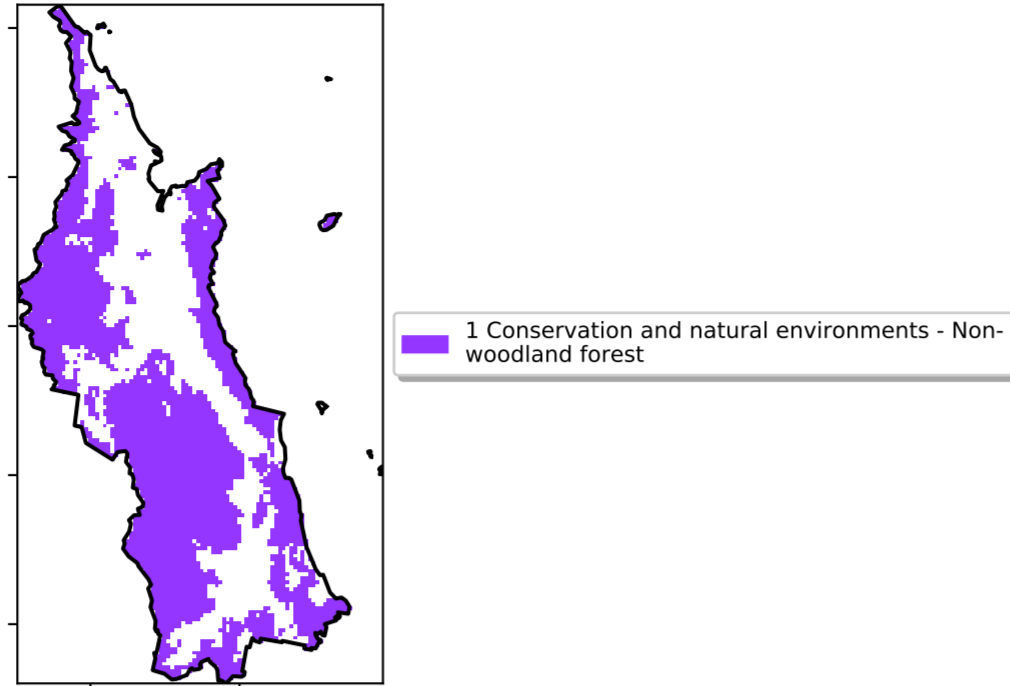 1 Conservation and natural environments - Non-
woodland forest